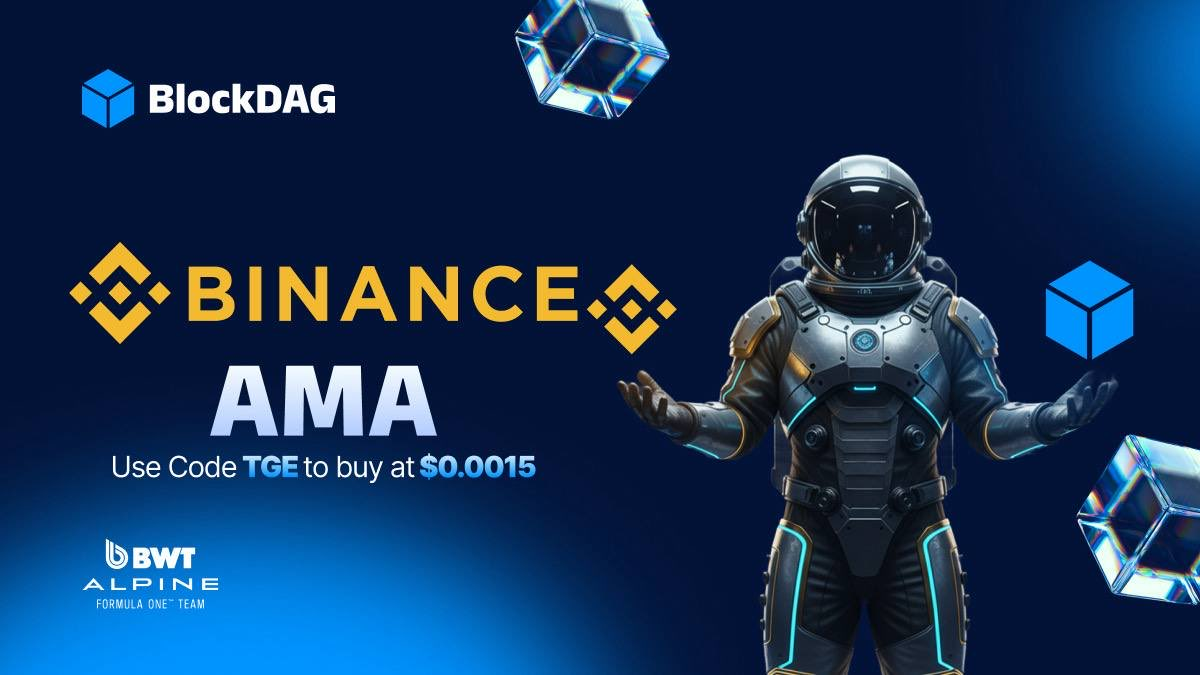 BlockDAG
BINANCE
AMA
Use Code TGE to buy at $0.0015
BWT
ALPINE
FORMULA ONE™ TEAM